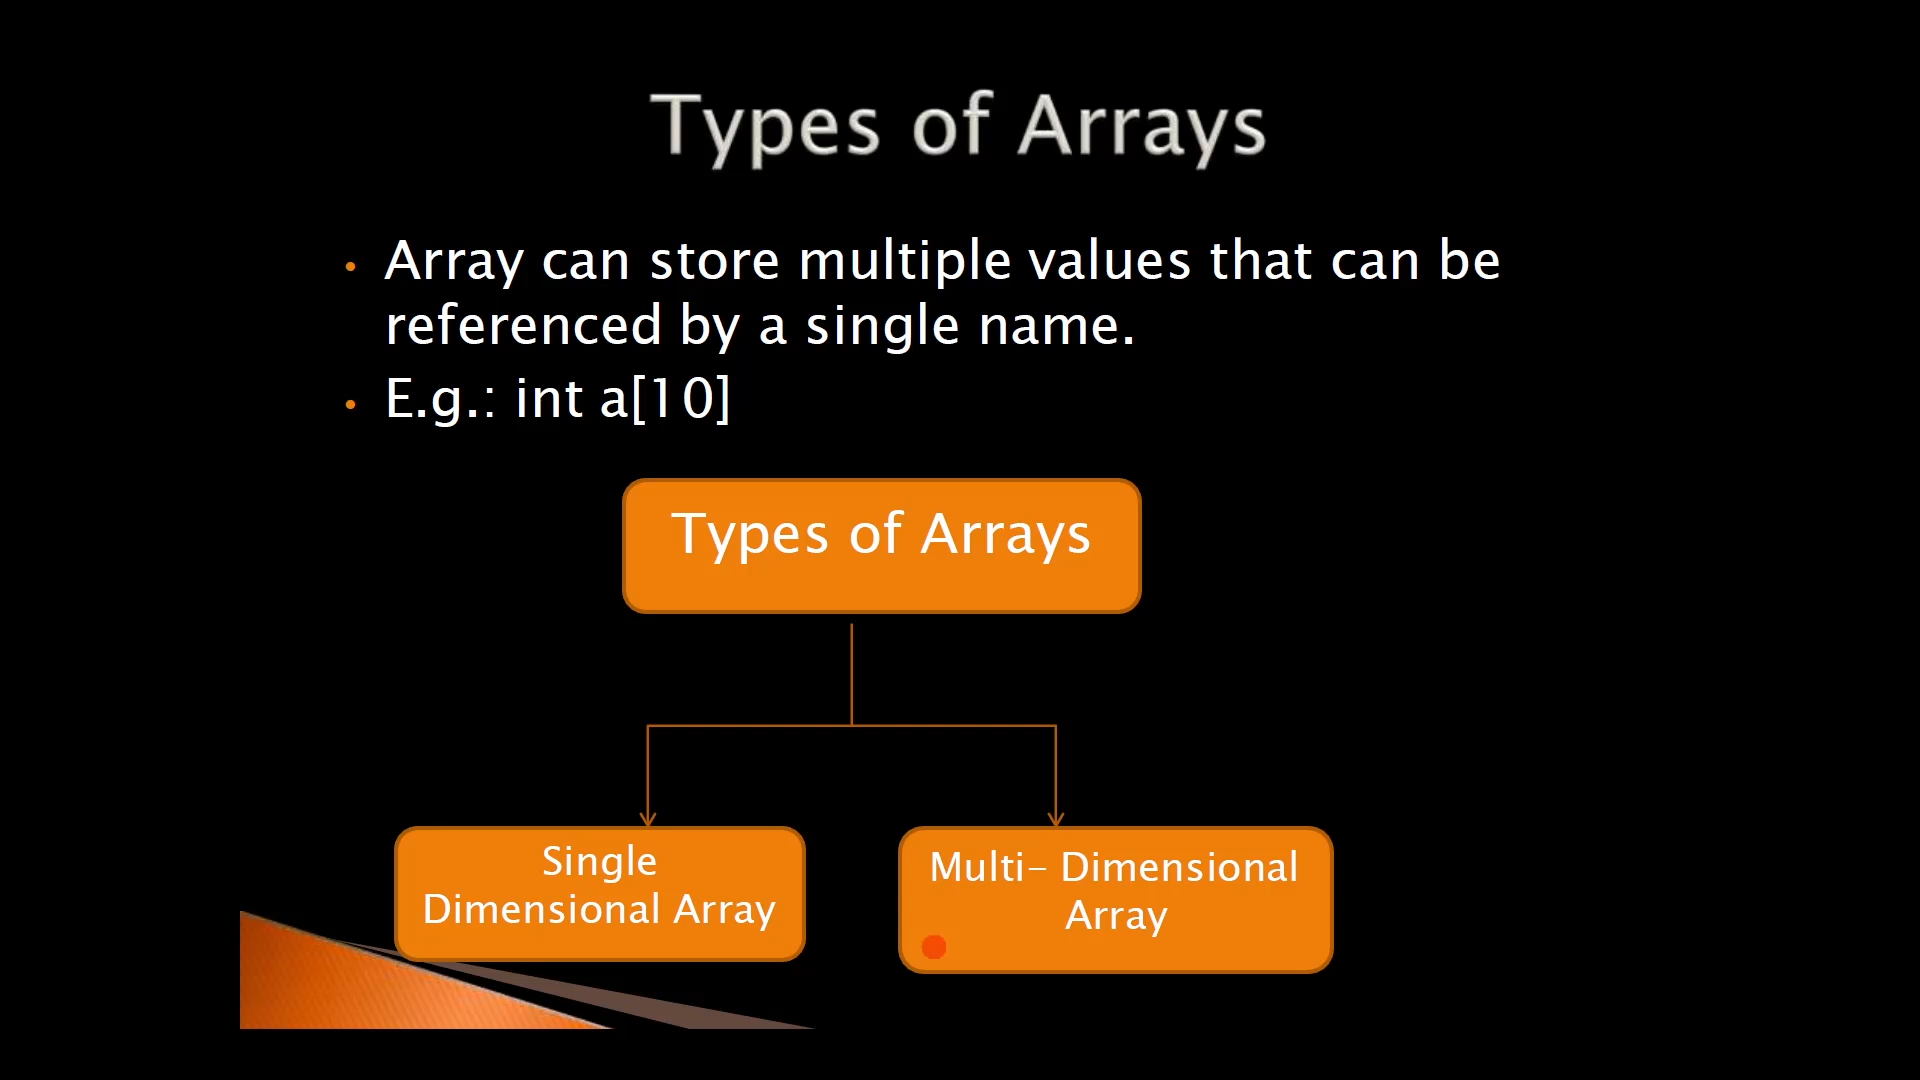 Types of Arrays
• Array can store multiple values that can be
referenced by a single name.
• E.g.: int a[10]
Types of Arrays
Single
Dimensional Array
Multi- Dimensional
Array